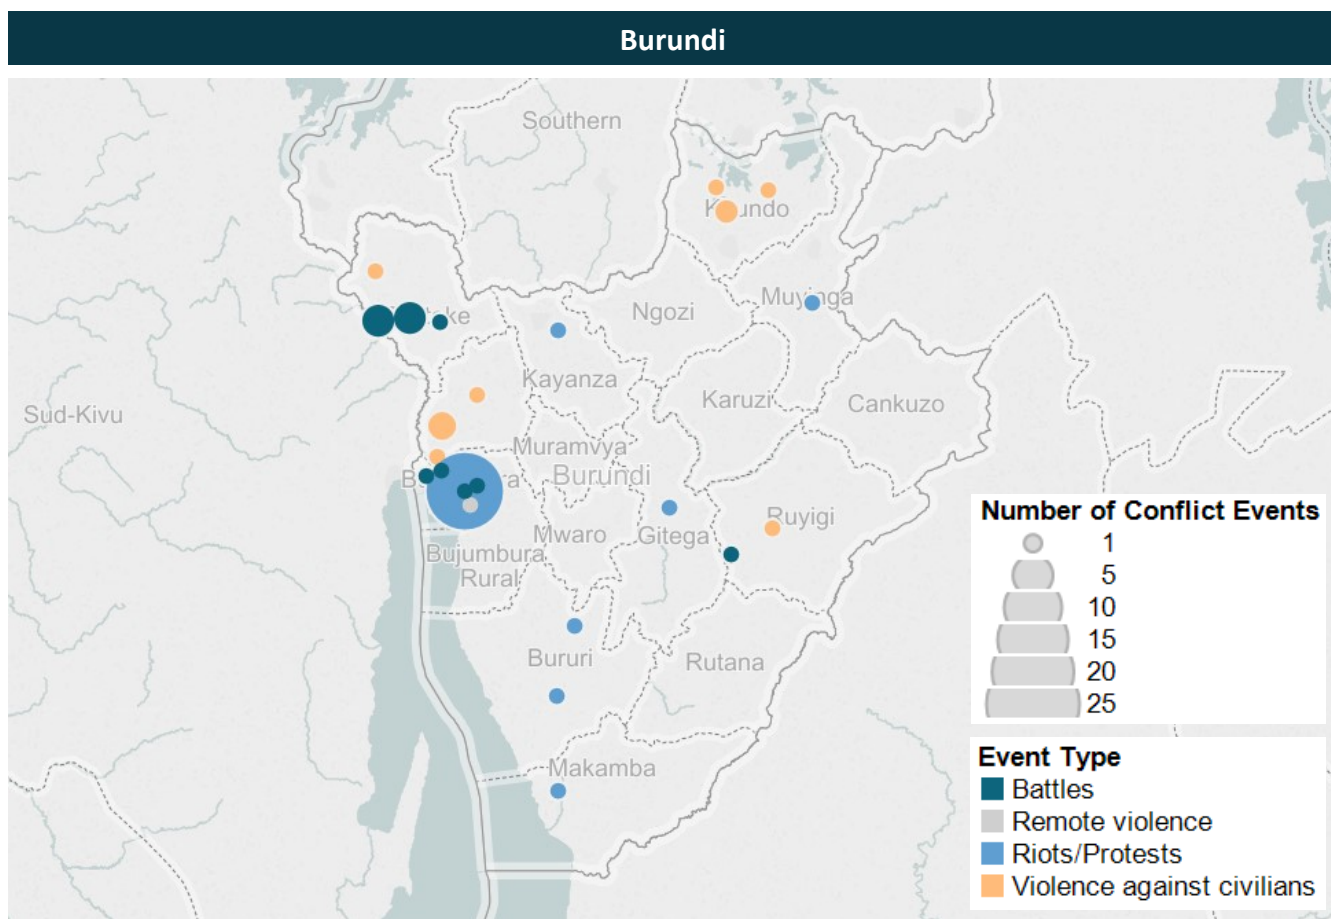 Burundi
Southern
Muyinga
Ngozi
Kayanza
Karuzi
Cankuzo
Sud-Kivu
Muramvya
Burundi
Ruyigi
Mwaro
Gitega
Bujumbura
Rural
Bururi
Rutana
Makamba
Number of Conflict Events
1
5
10
15
20
25
Event Type
Battles
Remote violence
Riots/Protests
Violence against civilians